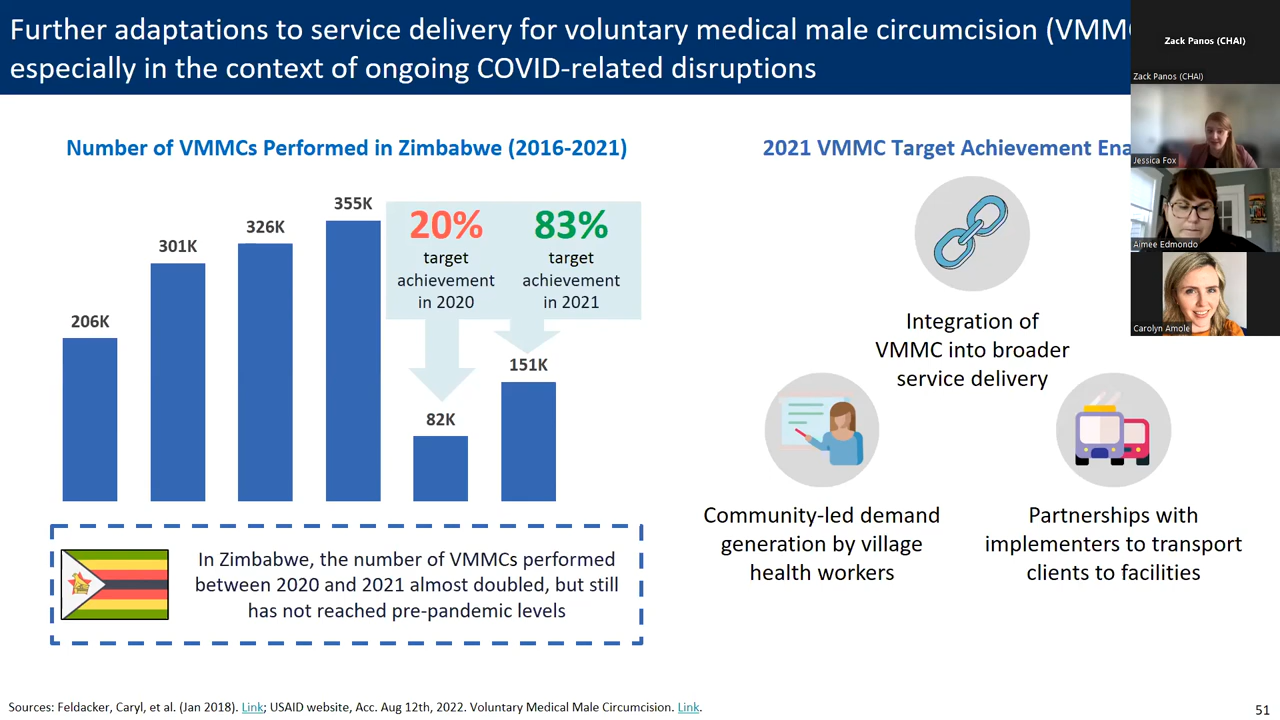 Further adaptations to service delivery for voluntary medical male circumcision (VMMC
especially in the context of ongoing COVID-related disruptions
Zack Panos (CHAI)
Zack Panos (CHAI)
Jessica Fox
Aimee Edmondo
Carolyn Amole
Number of VMMCs Performed in Zimbabwe (2016-2021)
206K
301K
326K
355K
82K
151K
20%
target
achievement
in 2020
83%
target
achievement
in 2021
In Zimbabwe, the number of VMMCs performed
between 2020 and 2021 almost doubled, but still
has not reached pre-pandemic levels
2021 VMMC Target Achievement Ena
Integration of
VMMC into broader
service delivery
Community-led demand
generation by village
health workers
Partnerships with
implementers to transport
clients to facilities
Sources: Feldacker, Caryl, et al. (Jan 2018). Link; USAID website, Acc. Aug 12th, 2022. Voluntary Medical Male Circumcision. Link.
51